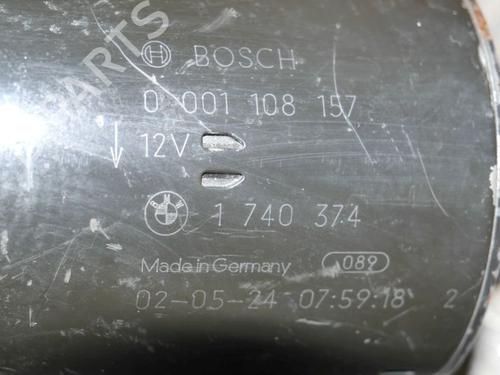 PARTS
BOSCH
0 001 108 157
12V
1 740 374
Made in Germany 089
02-05-24 07:59:18 2